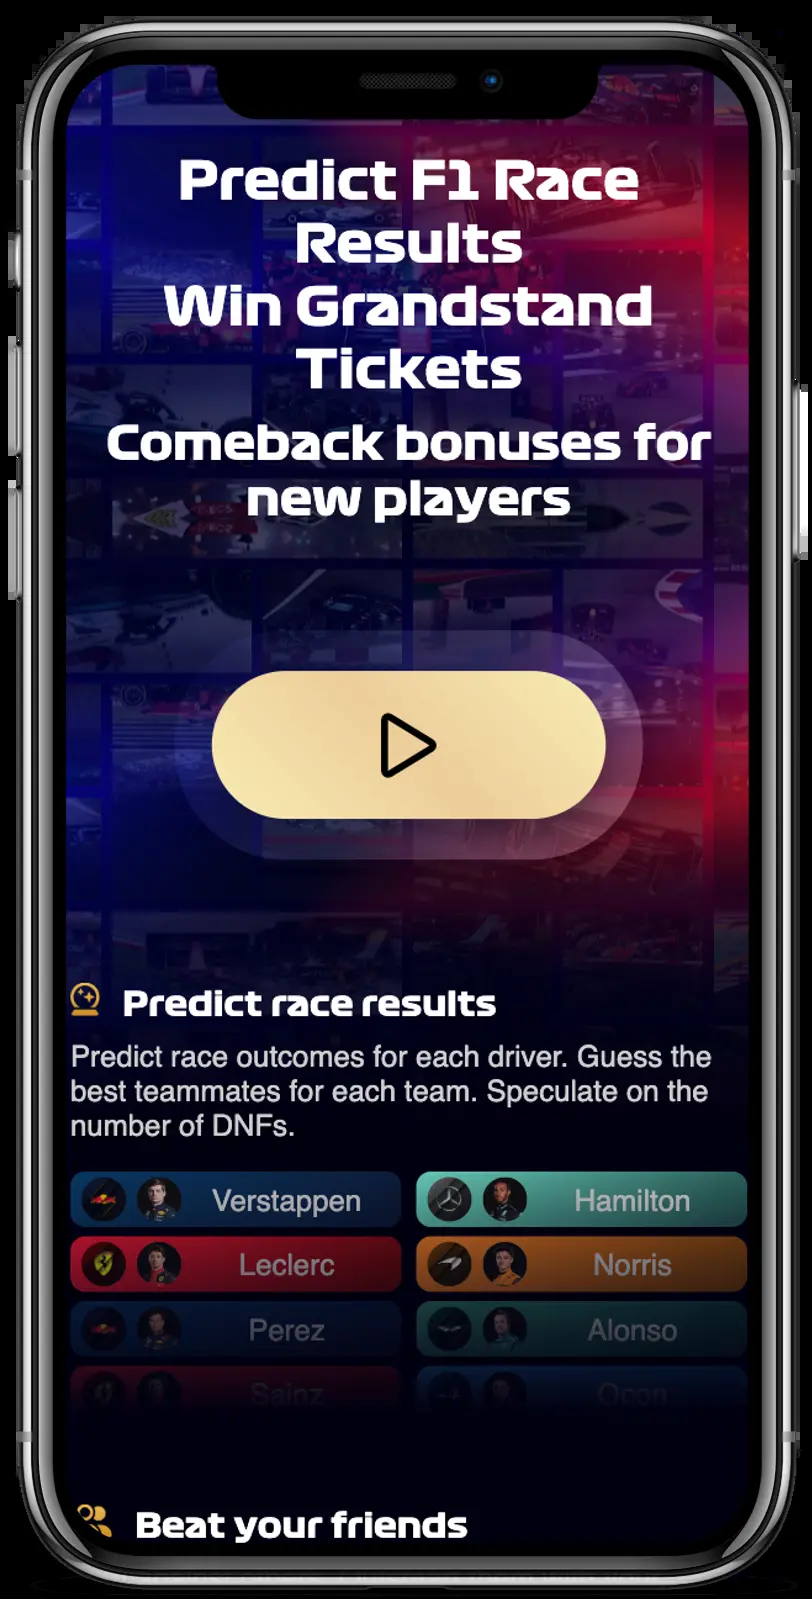 Predict F1 Race
Results
Win Grandstand
Tickets
Comeback bonuses for
new players
Predict race results
Predict race outcomes for each driver. Guess the
best teammates for each team. Speculate on the
number of DNFs.
Verstappen
Hamilton
Leclerc
Norris
Perez
Alonso
Sainz
Ocon
Beat your friends